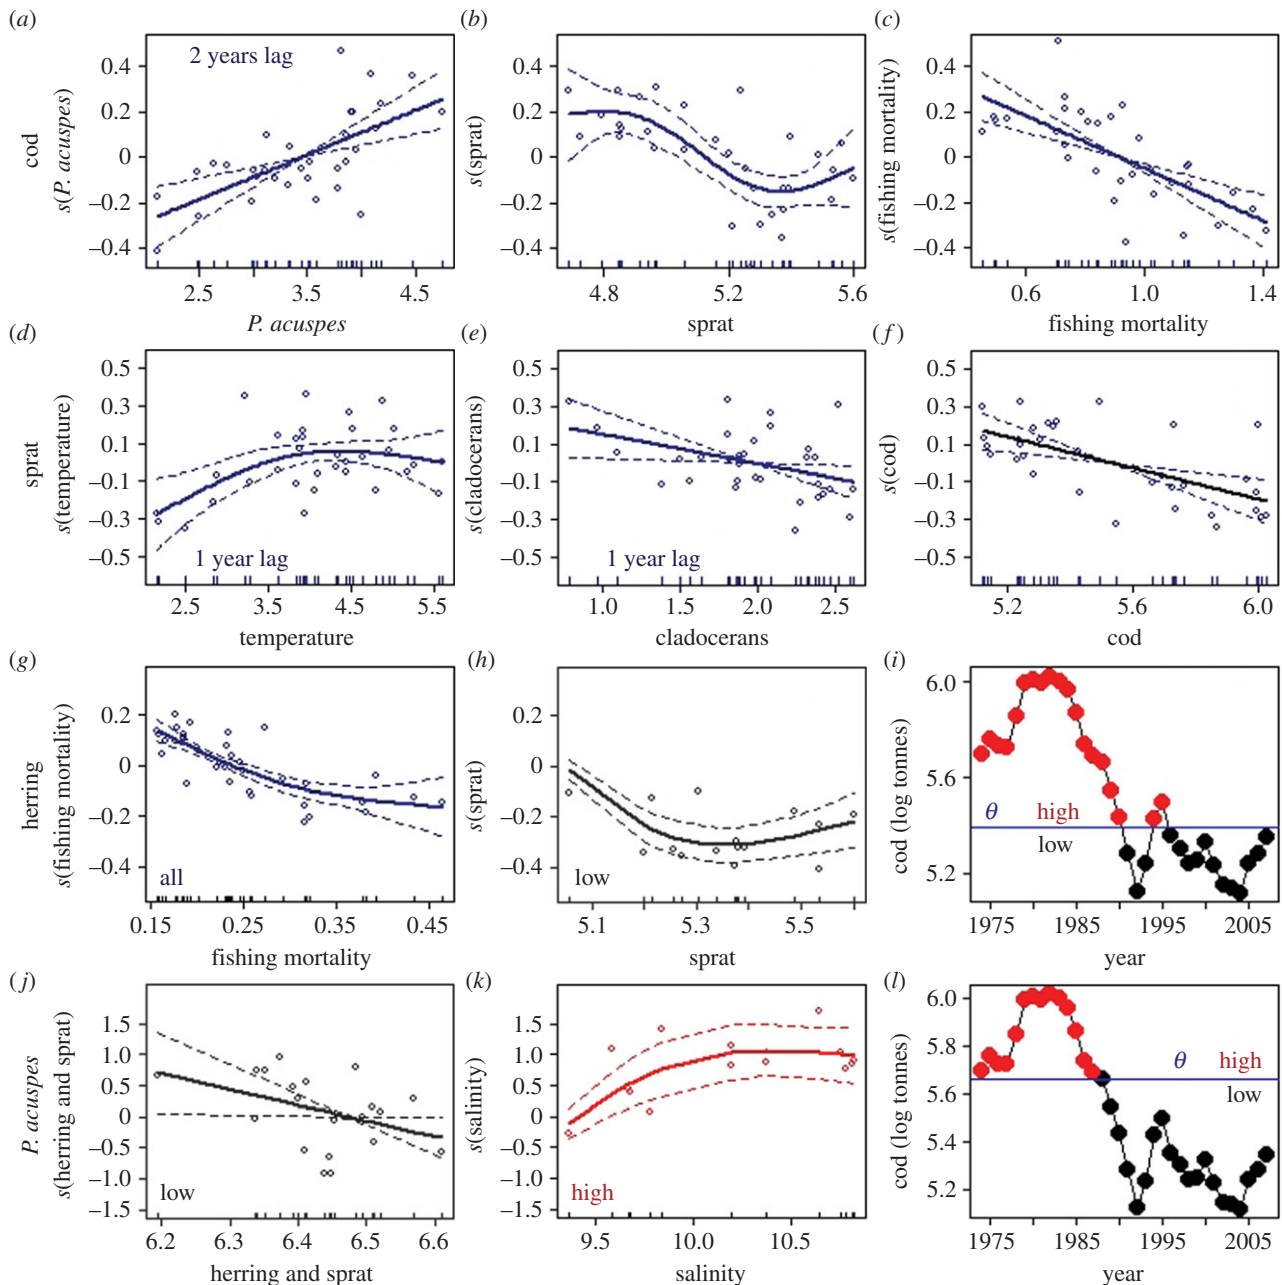 (a) (b) (c)
cod
s(P. acuspes)
2 years lag
0.4
0.2
0
–0.2
–0.4
2.5 3.5 4.5
P. acuspes
s(sprat)
0.4
0.2
0
–0.2
–0.4
4.8 5.2 5.6
sprat
s(fishing mortality)
0.4
0.2
0
–0.2
–0.4
0.6 1.0 1.4
fishing mortality
(d) (e) (f)
sprat
s(temperature)
0.5
0.3
0.1
–0.1
–0.3
–0.5
1 year lag
2.5 3.5 4.5 5.5
temperature
s(cladocerans)
0.5
0.3
0.1
–0.1
–0.3
–0.5
1 year lag
1.0 1.5 2.0 2.5
cladocerans
s(cod)
0.5
0.3
0.1
–0.1
–0.3
–0.5
5.2 5.6 6.0
cod
(g) (h) (i)
herring
s(fishing mortality)
0.2
0
–0.2
–0.4
all
0.15 0.25 0.35 0.45
fishing mortality
s(sprat)
0.2
0
–0.2
–0.4
low
5.1 5.3 5.5
sprat
cod (log tonnes)
6.0
5.6
5.2
θ high
low
1975 1985 1995 2005
year
(j) (k) (l)
P. acuspes
s(herring and sprat)
1.5
1.0
0.5
0
–0.5
–1.0
–1.5
low
6.2 6.3 6.4 6.5 6.6
herring and sprat
s(salinity)
1.5
1.0
0.5
0
–0.5
–1.0
–1.5
high
9.5 10.0 10.5
salinity
cod (log tonnes)
6.0
5.8
5.6
5.4
5.2
θ high
low
1975 1985 1995 2005
year